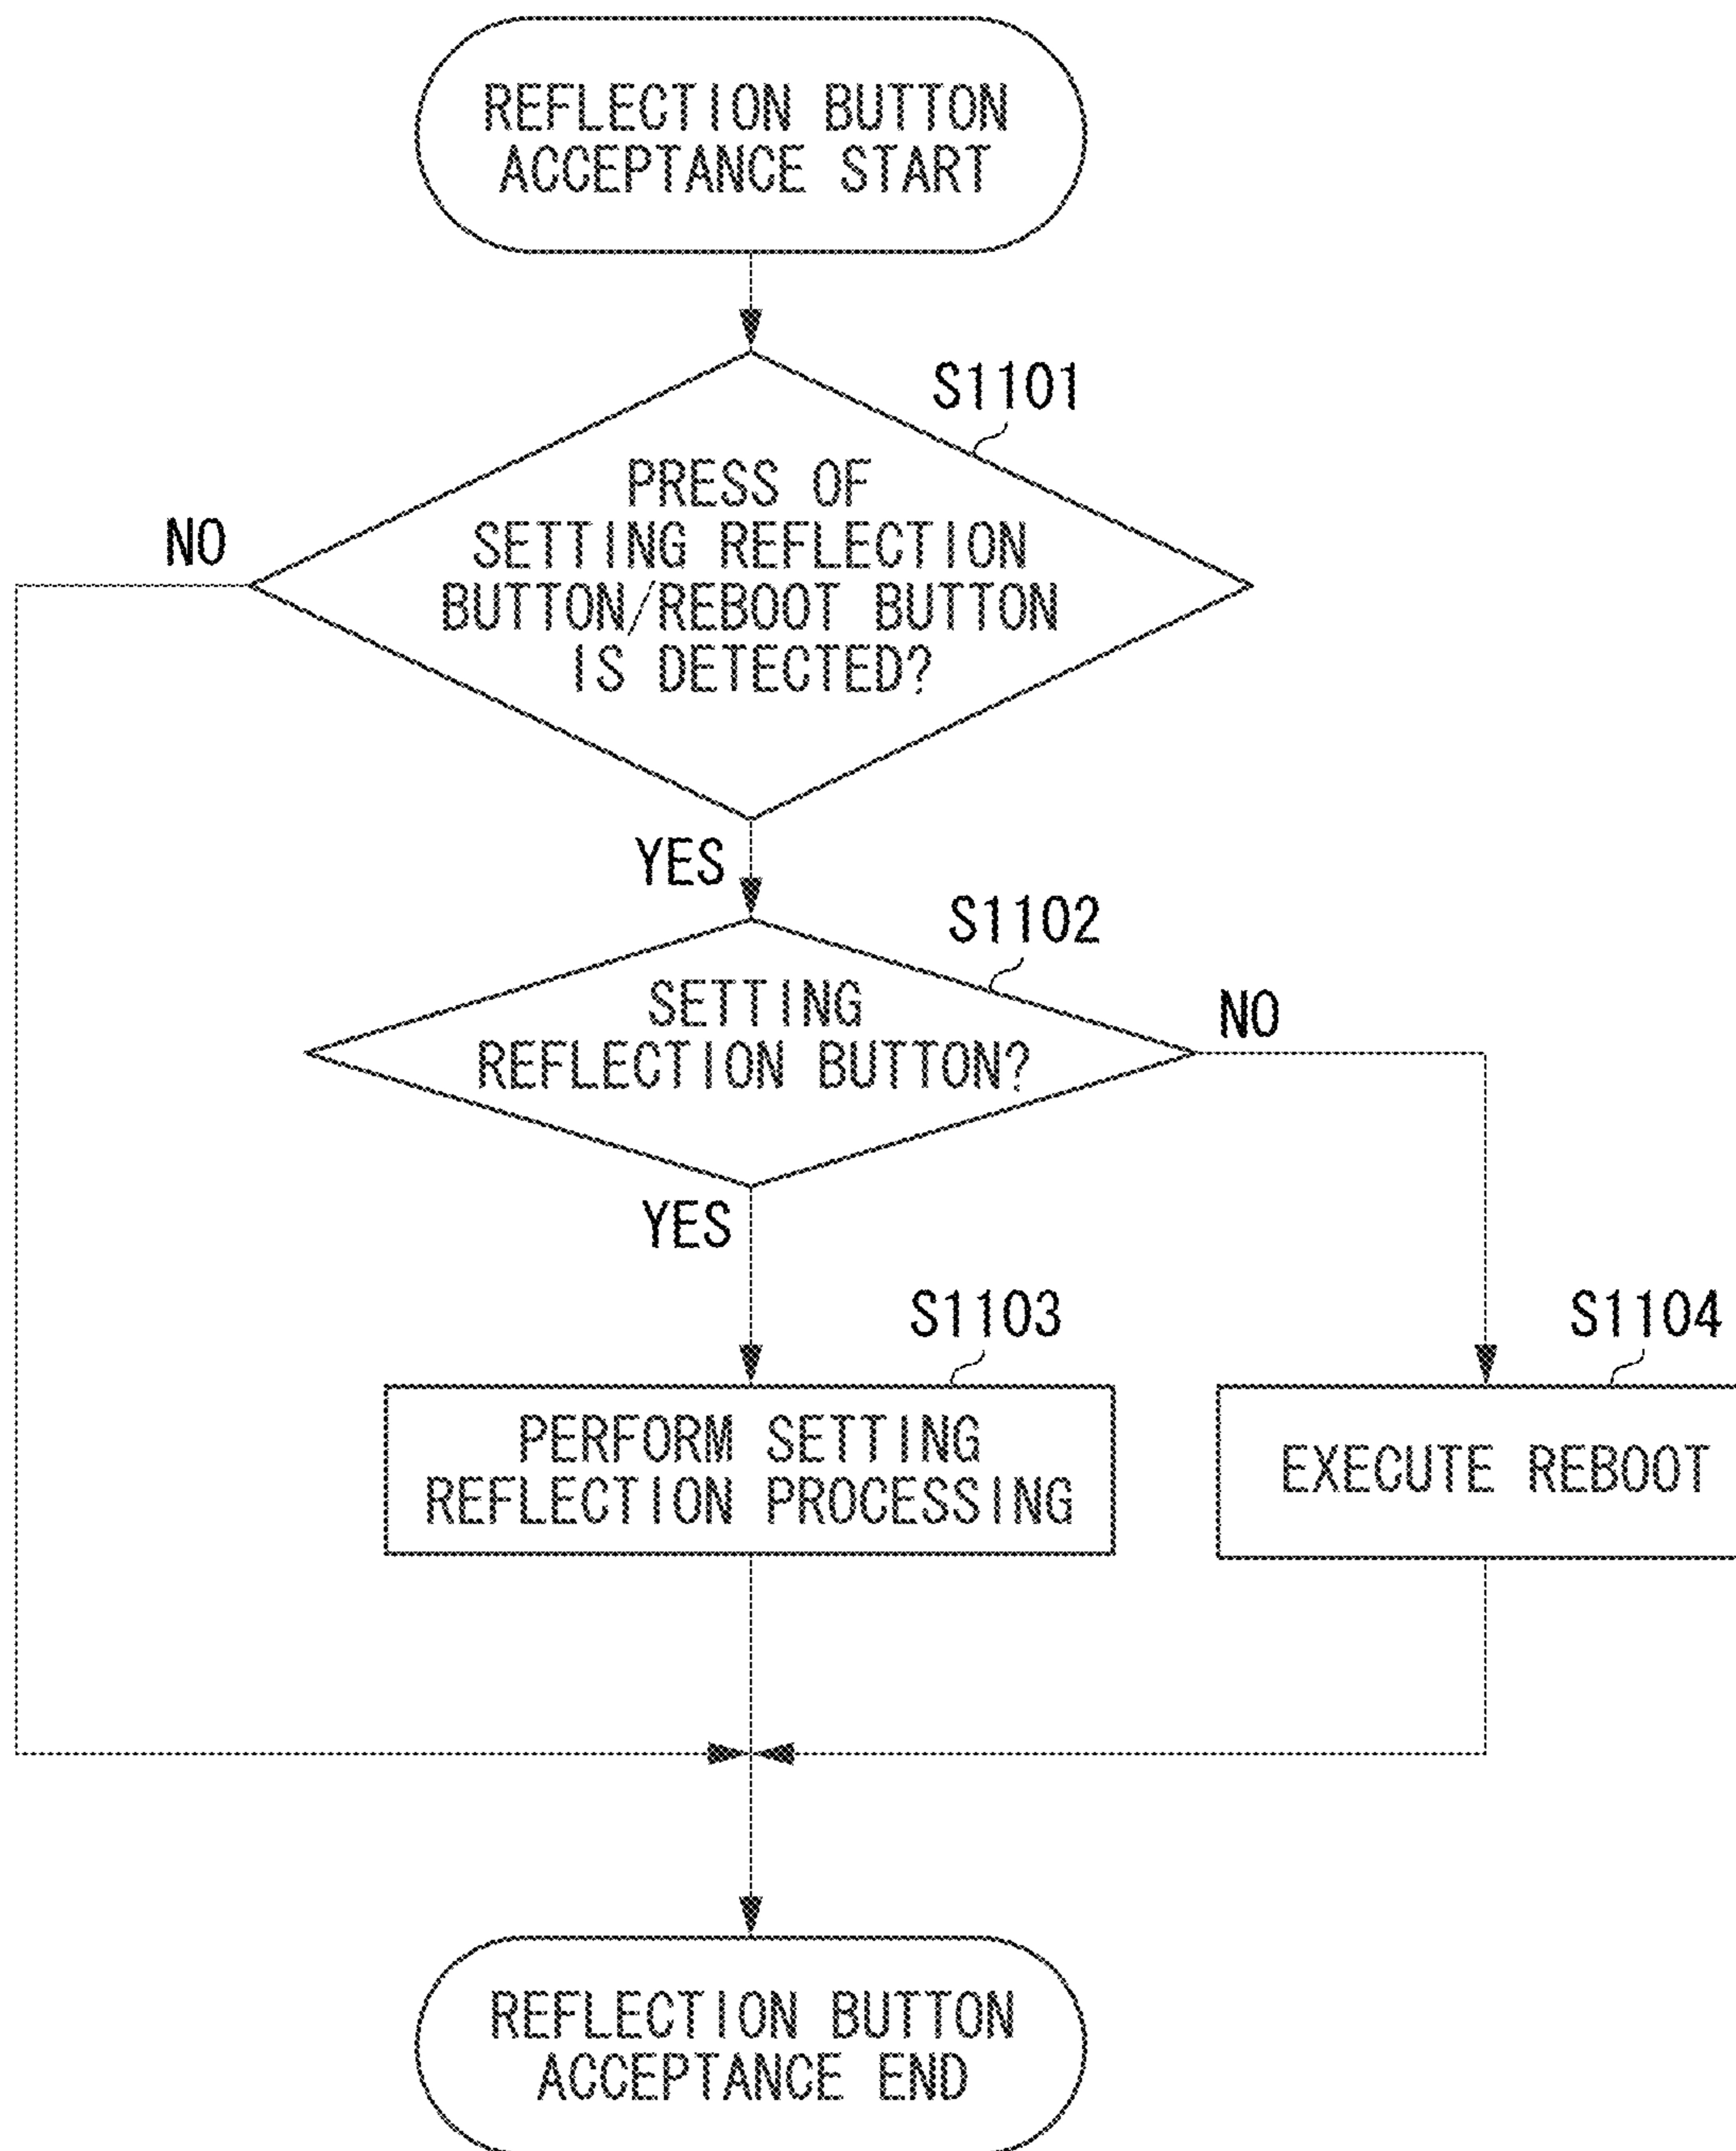 REFLECTION BUTTON
ACCEPTANCE START
S1101
PRESS OF
SETTING REFLECTION
BUTTON/REBOOT BUTTON
IS DETECTED?
NO
YES
S1102
SETTING
REFLECTION BUTTON?
NO
YES
S1103
S1104
PERFORM SETTING
REFLECTION PROCESSING
EXECUTE REBOOT
REFLECTION BUTTON
ACCEPTANCE END